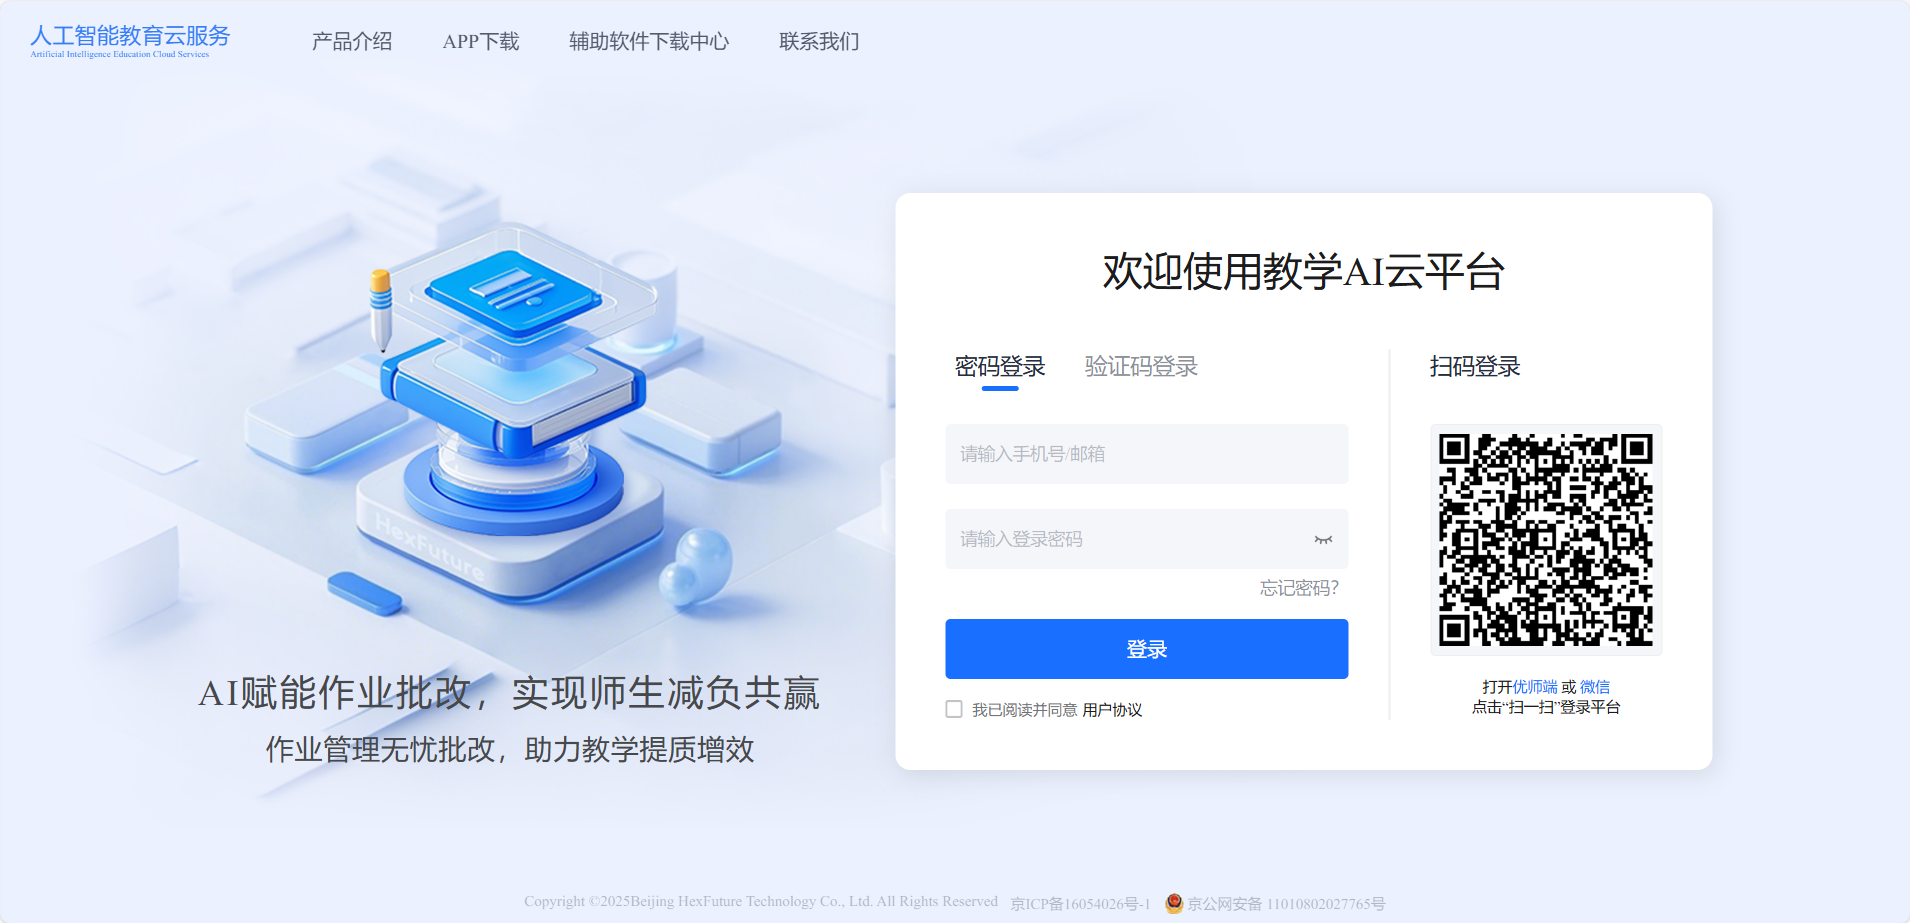 人工智能教育云服务
Artificial Intelligence Education Cloud Services
产品介绍
APP下载
辅助软件下载中心
联系我们
HexFuture
AI赋能作业批改，实现师生减负共赢
作业管理无忧批改，助力教学提质增效
欢迎使用教学AI云平台
密码登录
验证码登录
请输入手机号/邮箱
请输入登录密码
忘记密码?
登录
我已阅读并同意 用户协议
扫码登录
打开优师端 或 微信
点击“扫一扫”登录平台
Copyright ©2025Beijing HexFuture Technology Co., Ltd. All Rights Reserved 京ICP备16054026号-1 京公网安备 11010802027765号